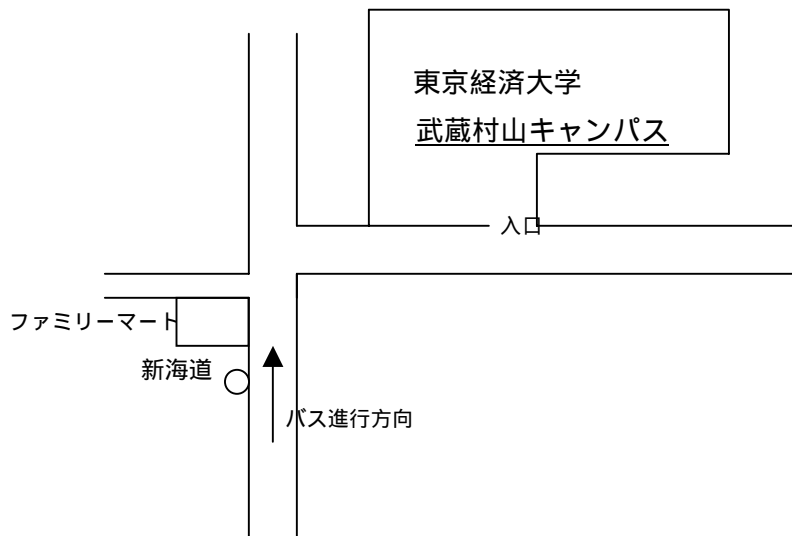 東京経済大学
武蔵村山キャンパス
入口
ファミリーマート
新海道
バス進行方向